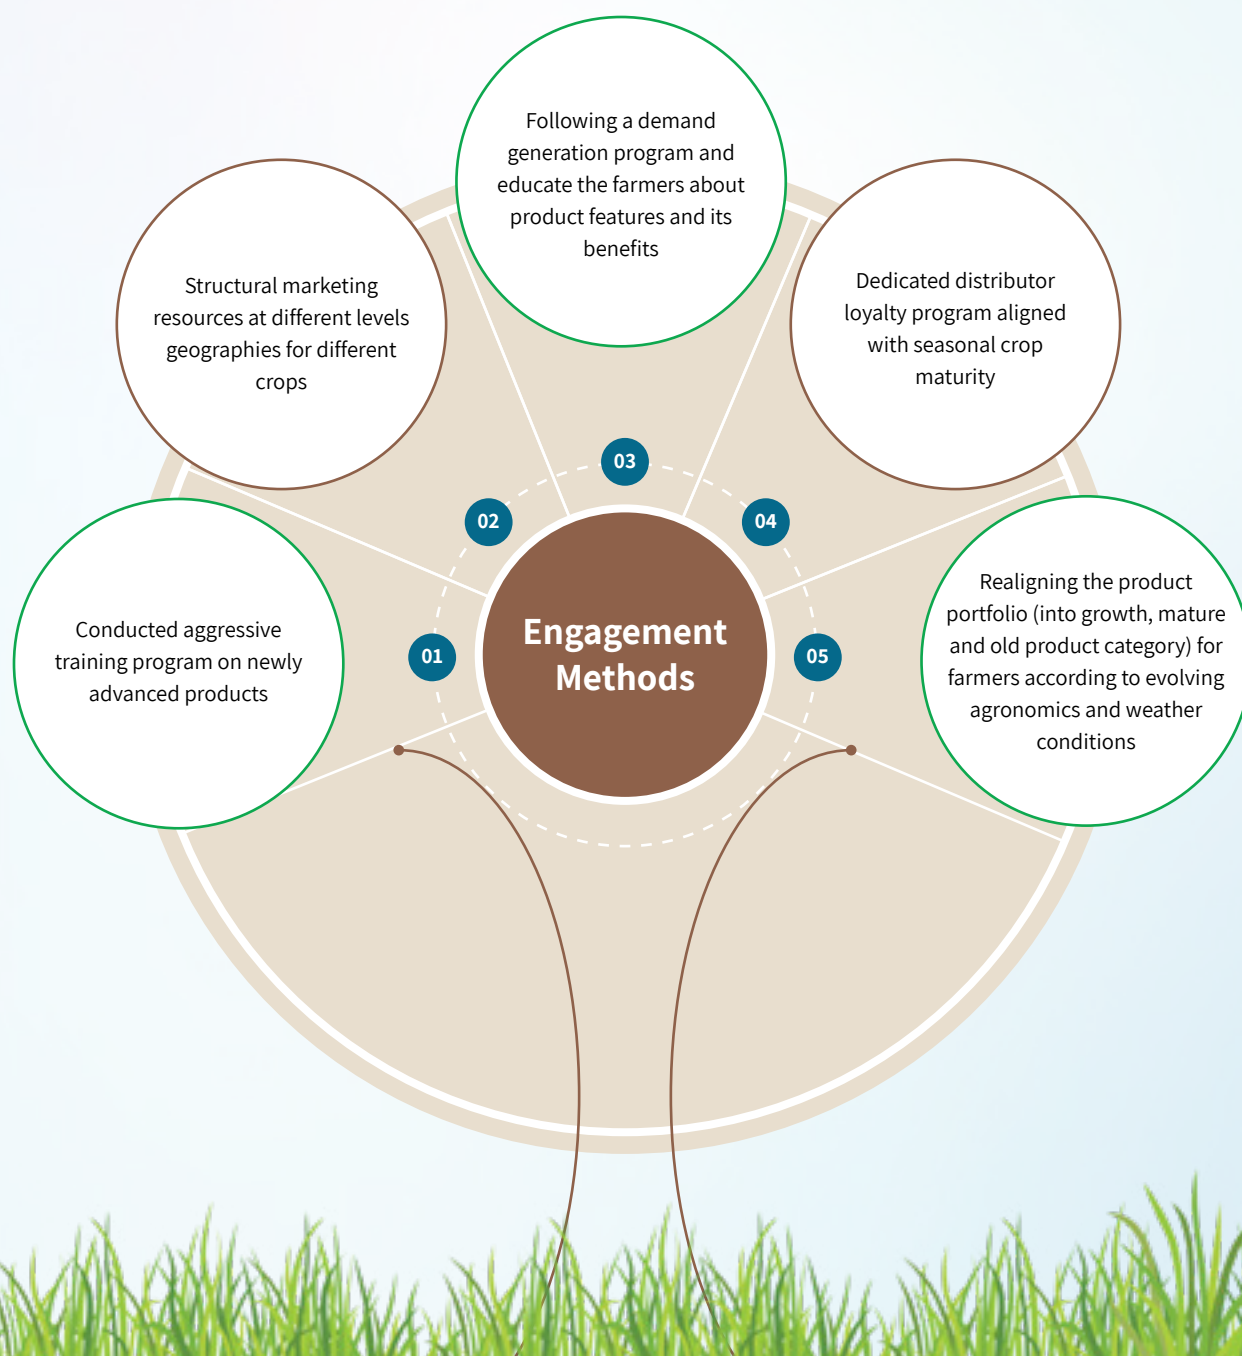 Engagement
Methods
01
Conducted aggressive
training program on newly
advanced products
02
Structural marketing
resources at different levels
geographies for different
crops
03
Following a demand
generation program and
educate the farmers about
product features and its
benefits
04
Dedicated distributor
loyalty program aligned
with seasonal crop
maturity
05
Realigning the product
portfolio (into growth, mature
and old product category) for
farmers according to evolving
agronomics and weather
conditions